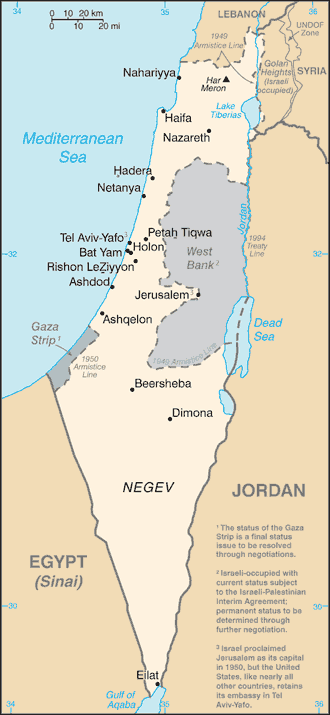 34
35
36
0 10 20 km
0 10 20 mi
LEBANON
UNDOF
Zone
1949
Armistice Line
SYRIA
Nahariyya
Golan
Heights
(Israeli
occupied)
Har
Meron
Haifa
Lake
Tiberias
Nazareth
Mediterranean
Sea
H̱adera
Netanya
Jordan
Tel Aviv-Yafo³
Petah Tiqwa
1994
Treaty
Line
32
32
Bat Yam
Holon
West
Bank²
Rishon LeẔiyyon
Ashdod
Jerusalem
Gaza
Strip¹
Ashqelon
Dead
Sea
1950
Armistice
Line
1949 Armistice Line
Beersheba
Dimona
NEGEV
JORDAN
¹ The status of the Gaza
Strip is a final status
issue to be resolved
through negotiations.
EGYPT
(Sinai)
² Israeli-occupied with
current status subject
to the Israeli-Palestinian
Interim Agreement;
permanent status to
be determined through
further negotiation.
30
30
³ Israel proclaimed
Jerusalem as its capital
in 1950, but the United
States, like nearly all
other countries, retains
its embassy in Tel
Aviv-Yafo.
Eilat
Gulf of
Aqaba
34
35
36